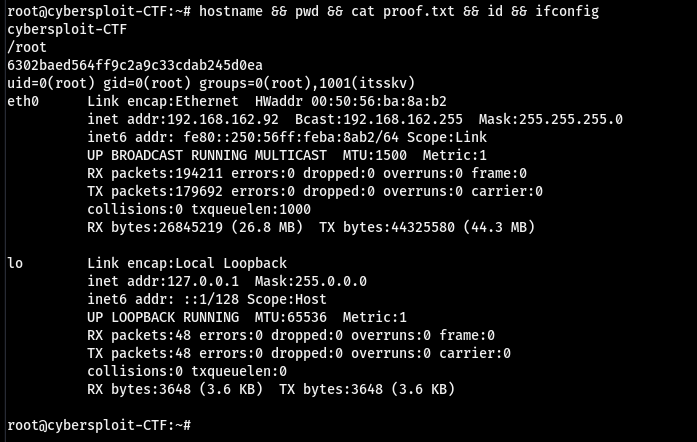 root@cybersploit-CTF:~# hostname && pwd && cat proof.txt && id && ifconfig
cybersploit-CTF
/root
6302baed564ff9c2a9c33cdab245d0ea
uid=0(root) gid=0(root) groups=0(root),1001(itsskv)
eth0      Link encap:Ethernet  HWaddr 00:50:56:ba:8a:b2
          inet addr:192.168.162.92  Bcast:192.168.162.255  Mask:255.255.255.0
          inet6 addr: fe80::250:56ff:feba:8ab2/64 Scope:Link
          UP BROADCAST RUNNING MULTICAST  MTU:1500  Metric:1
          RX packets:194211 errors:0 dropped:0 overruns:0 frame:0
          TX packets:179692 errors:0 dropped:0 overruns:0 carrier:0
          collisions:0 txqueuelen:1000
          RX bytes:26845219 (26.8 MB)  TX bytes:44325580 (44.3 MB)

lo        Link encap:Local Loopback
          inet addr:127.0.0.1  Mask:255.0.0.0
          inet6 addr: ::1/128 Scope:Host
          UP LOOPBACK RUNNING  MTU:65536  Metric:1
          RX packets:48 errors:0 dropped:0 overruns:0 frame:0
          TX packets:48 errors:0 dropped:0 overruns:0 carrier:0
          collisions:0 txqueuelen:0
          RX bytes:3648 (3.6 KB)  TX bytes:3648 (3.6 KB)

root@cybersploit-CTF:~#